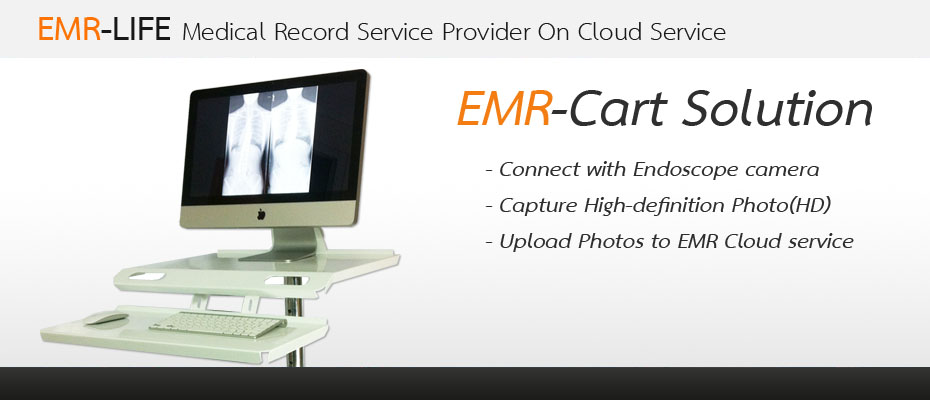 EMR-LIFE Medical Record Service Provider On Cloud Service
EMR-Cart Solution
- Connect with Endoscope camera
- Capture High-definition Photo(HD)
- Upload Photos to EMR Cloud service